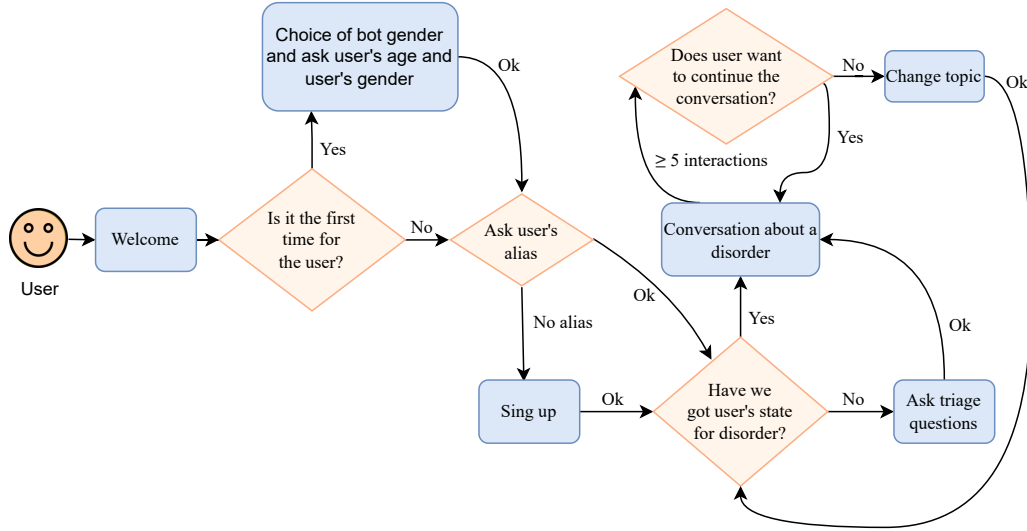 Choice of bot gender
and ask user's age and
user's gender
Ok
Does user want
to continue the
conversation?
No
Change topic
Ok
Yes
Yes
≥ 5 interactions
Is it the first
time for
the user?
No
Ask user's
alias
Welcome
User
Conversation about a
disorder
Ok
No alias
Yes
Ok
Sing up
Ok
Have we
got user's state
for disorder?
No
Ask triage
questions